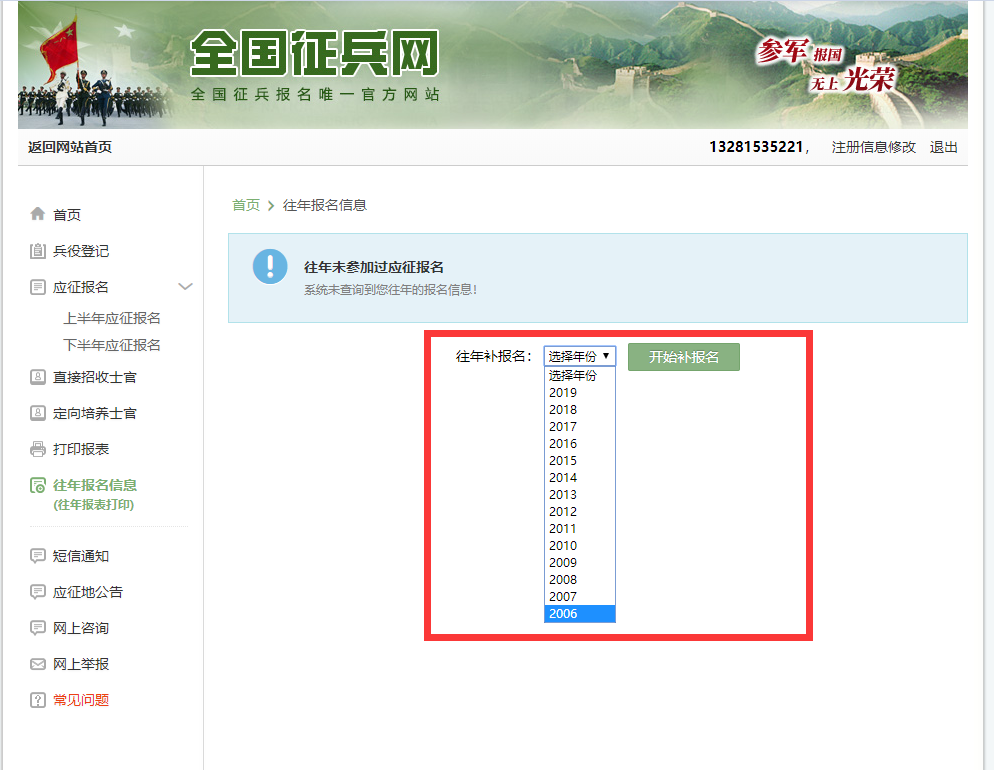 全国征兵网
全国征兵报名唯一官方网站
参军 报国
无上 光荣
返回网站首页
13281535221, 注册信息修改 退出
首页
兵役登记
应征报名
上半年应征报名
下半年应征报名
直接招收士官
定向培养士官
打印报表
往年报名信息
(往年报表打印)
短信通知
应征地公告
网上咨询
网上举报
常见问题
首页 > 往年报名信息
往年未参加过应征报名
系统未查询到您往年的报名信息!
往年补报名: 选择年份 ▼ 开始补报名
选择年份
2019
2018
2017
2016
2015
2014
2013
2012
2011
2010
2009
2008
2007
2006